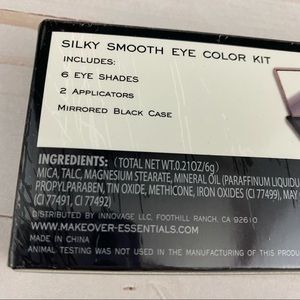 SILKY SMOOTH EYE COLOR KIT
INCLUDES:
6 EYE SHADES
2 APPLICATORS
MIRRORED BLACK CASE
INGREDIENTS: (TOTAL NET WT.0.21OZ/6g)
MICA, TALC, MAGNESIUM STEARATE, MINERAL OIL (PARAFFINUM LIQUIDU
PROPYLPARABEN, TIN OXIDE, METHICONE, IRON OXIDES (CI 77499), MAY
(CI 77491, CI 77492)
DISTRIBUTED BY INNOVAGE LLC, FOOTHILL RANCH, CA 92610
WWW.MAKEOVER-ESSENTIALS.COM
MADE IN CHINA
ANIMAL TESTING WAS NOT USED IN THE MANUFACTURING OF THIS PRODUC